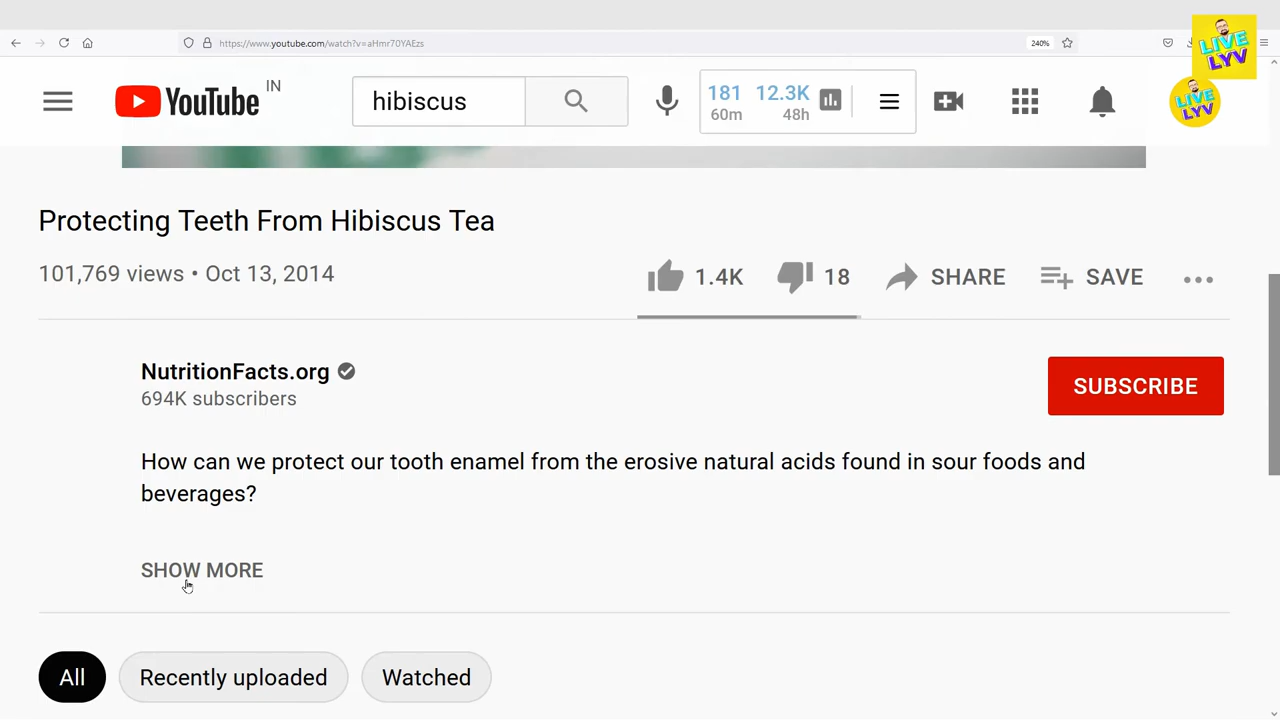 https://www.youtube.com/watch?v=aHmr70YAEzs
240%
LIVE
LYV
YouTube IN
hibiscus
181 12.3K
60m 48h
LIVE
LYV
Protecting Teeth From Hibiscus Tea
101,769 views • Oct 13, 2014
1.4K 18 SHARE SAVE
NutritionFacts.org
694K subscribers
SUBSCRIBE
How can we protect our tooth enamel from the erosive natural acids found in sour foods and
beverages?
SHOW MORE
All Recently uploaded Watched